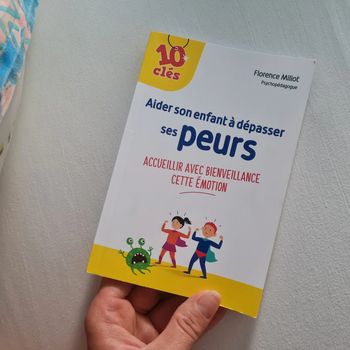 10
clés
Florence Millot
Psychopédagogue
Aider son enfant à dépasser
ses peurs
ACCUEILLIR AVEC BIENVEILLANCE
CETTE ÉMOTION